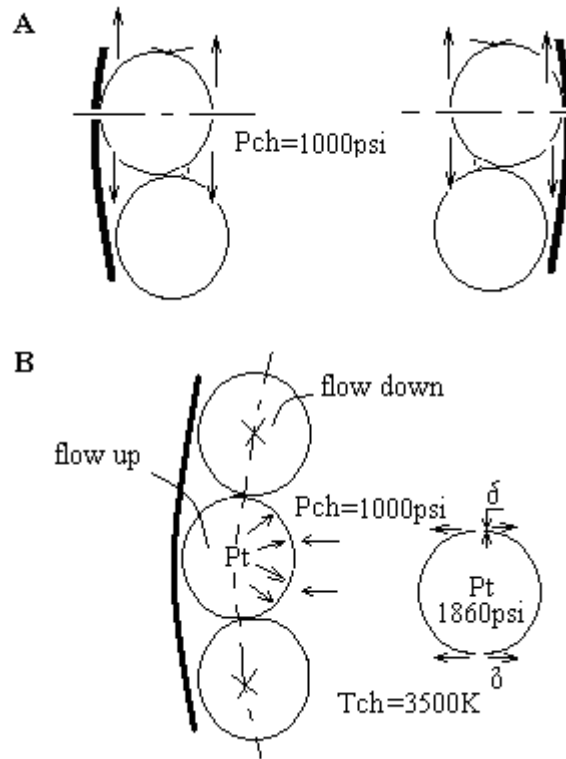 A
Pch=1000psi
B
flow down
flow up
Pch=1000psi
Pt
δ
Pt
1860psi
δ
Tch=3500K